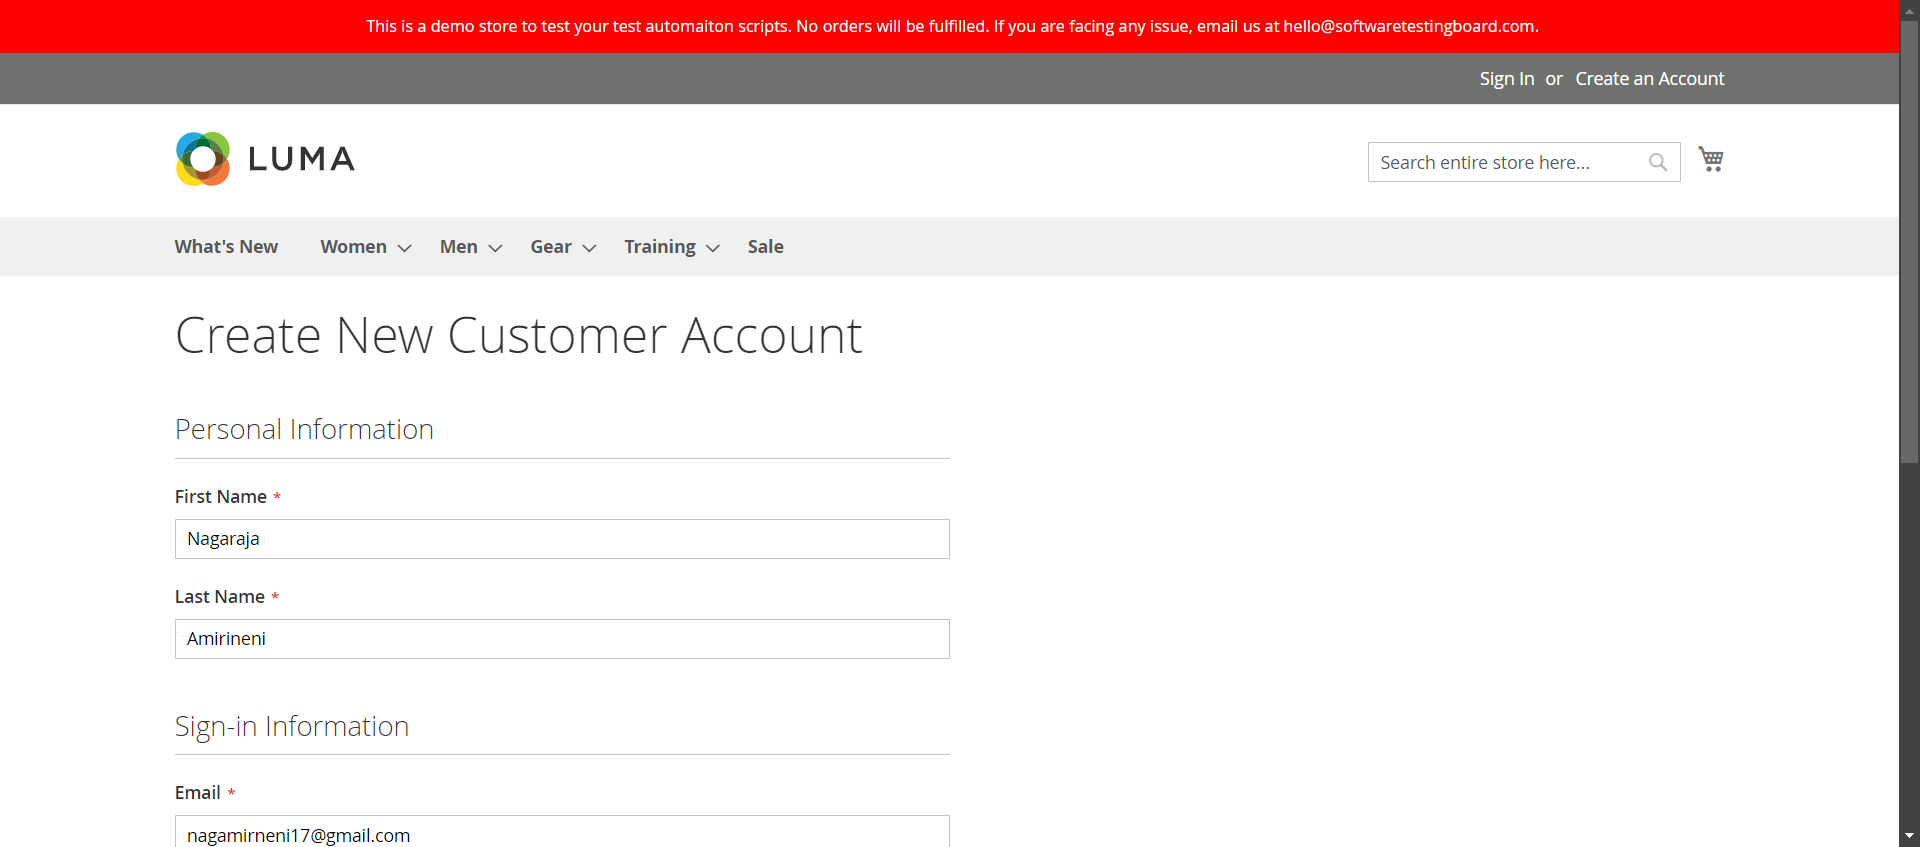 This is a demo store to test your test automaiton scripts. No orders will be fulfilled. If you are facing any issue, email us at hello@softwaretestingboard.com.
Sign In or Create an Account
LUMA
Search entire store here...
What's New Women Men Gear Training Sale
Create New Customer Account
Personal Information
First Name *
Nagaraja
Last Name *
Amirineni
Sign-in Information
Email *
nagamirneni17@gmail.com